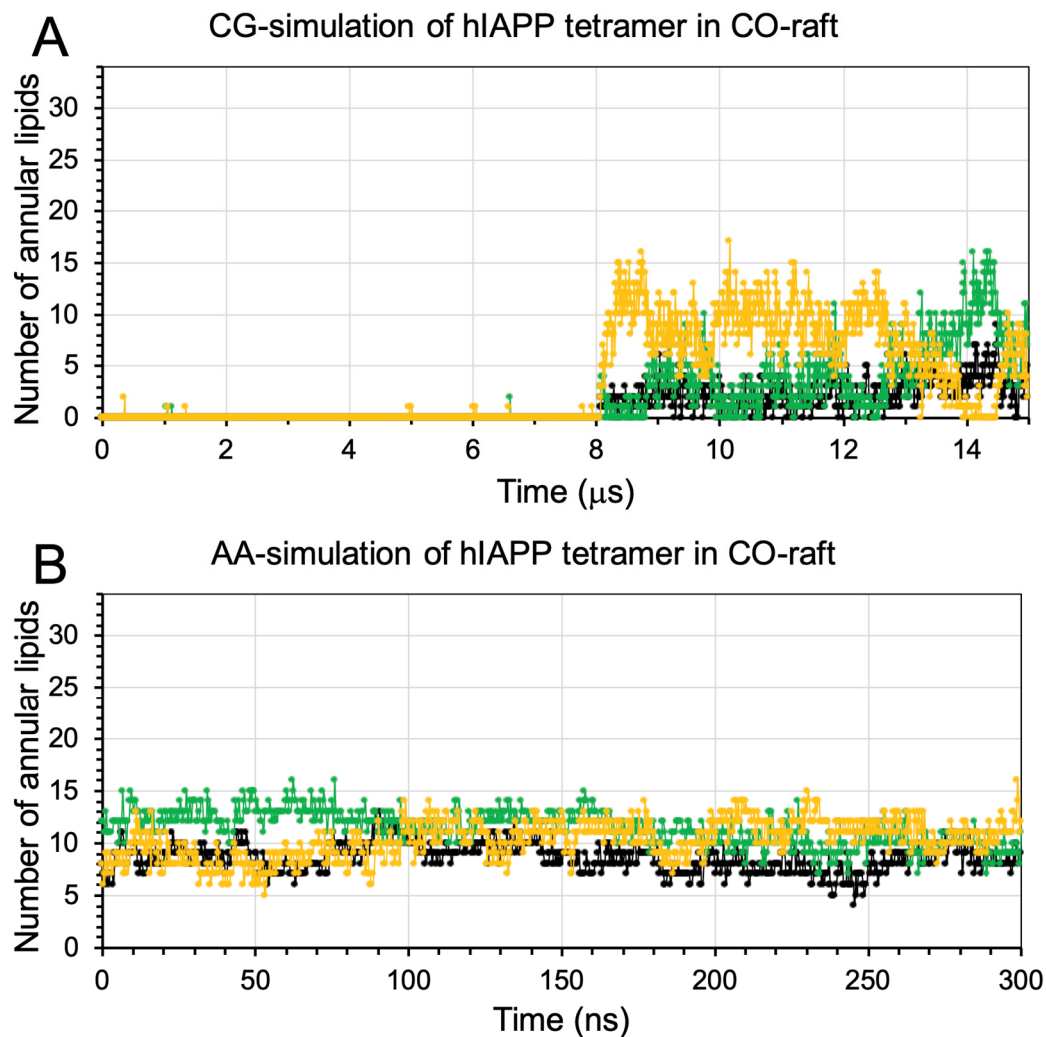 A
CG-simulation of hIAPP tetramer in CO-raft
Number of annular lipids
30
25
20
15
10
5
0
0 2 4 6 8 10 12 14
Time (μs)
B
AA-simulation of hIAPP tetramer in CO-raft
Number of annular lipids
30
25
20
15
10
5
0
0 50 100 150 200 250 300
Time (ns)